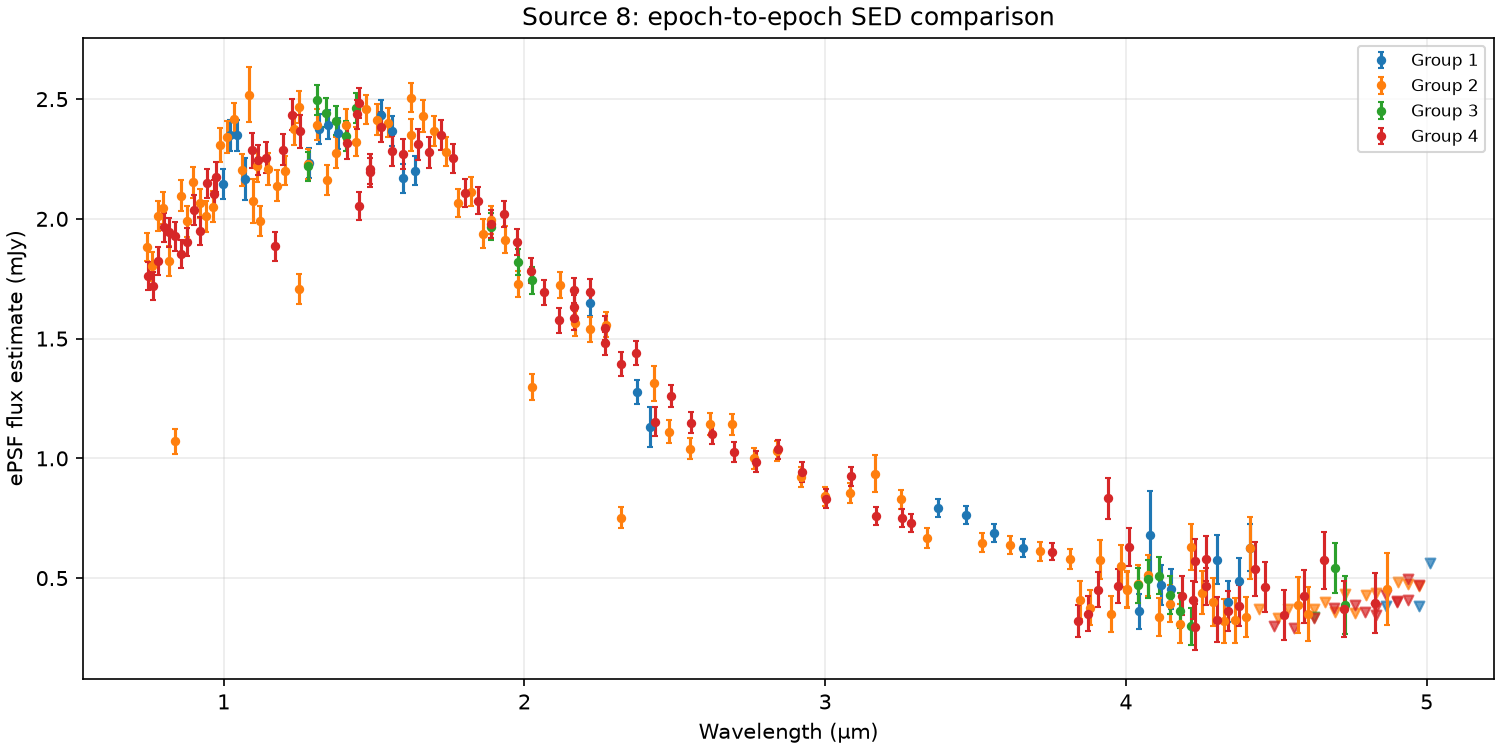 Source 8: epoch-to-epoch SED comparison
Group 1
Group 2
Group 3
Group 4
ePSF flux estimate (mJy)
2.5
2.0
1.5
1.0
0.5
1 2 3 4 5
Wavelength (μm)